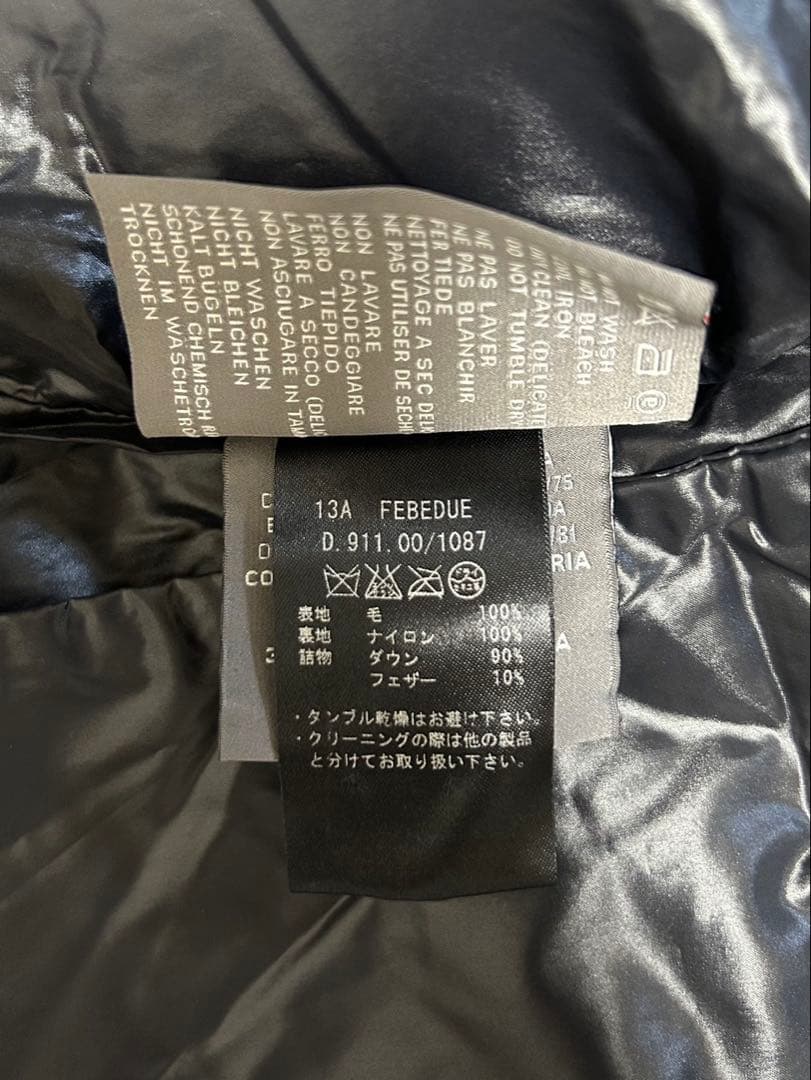 NOT WASH
NOT BLEACH
IRON
CLEAN (DELICATE
DO NOT TUMBLE DRY
NE PAS LAVER
NE PAS BLANCHIR
FER TIEDE
NETTOYAGE A SEC
NE PAS UTILISER DE
NON LAVARE
NON CANDEGGIARE
FERRO TIEPIDO
LAVARE A SECCO
NON ASCIUGARE IN
NICHT WASCHEN
NICHT BLEICHEN
KALT BÜGELN
SCHONEND CHEMISCH
NICHT IM
TROCKNEN
13A FEBEDUE
D.911.00/1087
表地 毛 100%
裏地 ナイロン 100%
詰物 ダウン 90%
フェザー 10%
・タンブル乾燥はお避け下さい。
・クリーニングの際は他の製品
と分けてお取り扱い下さい。